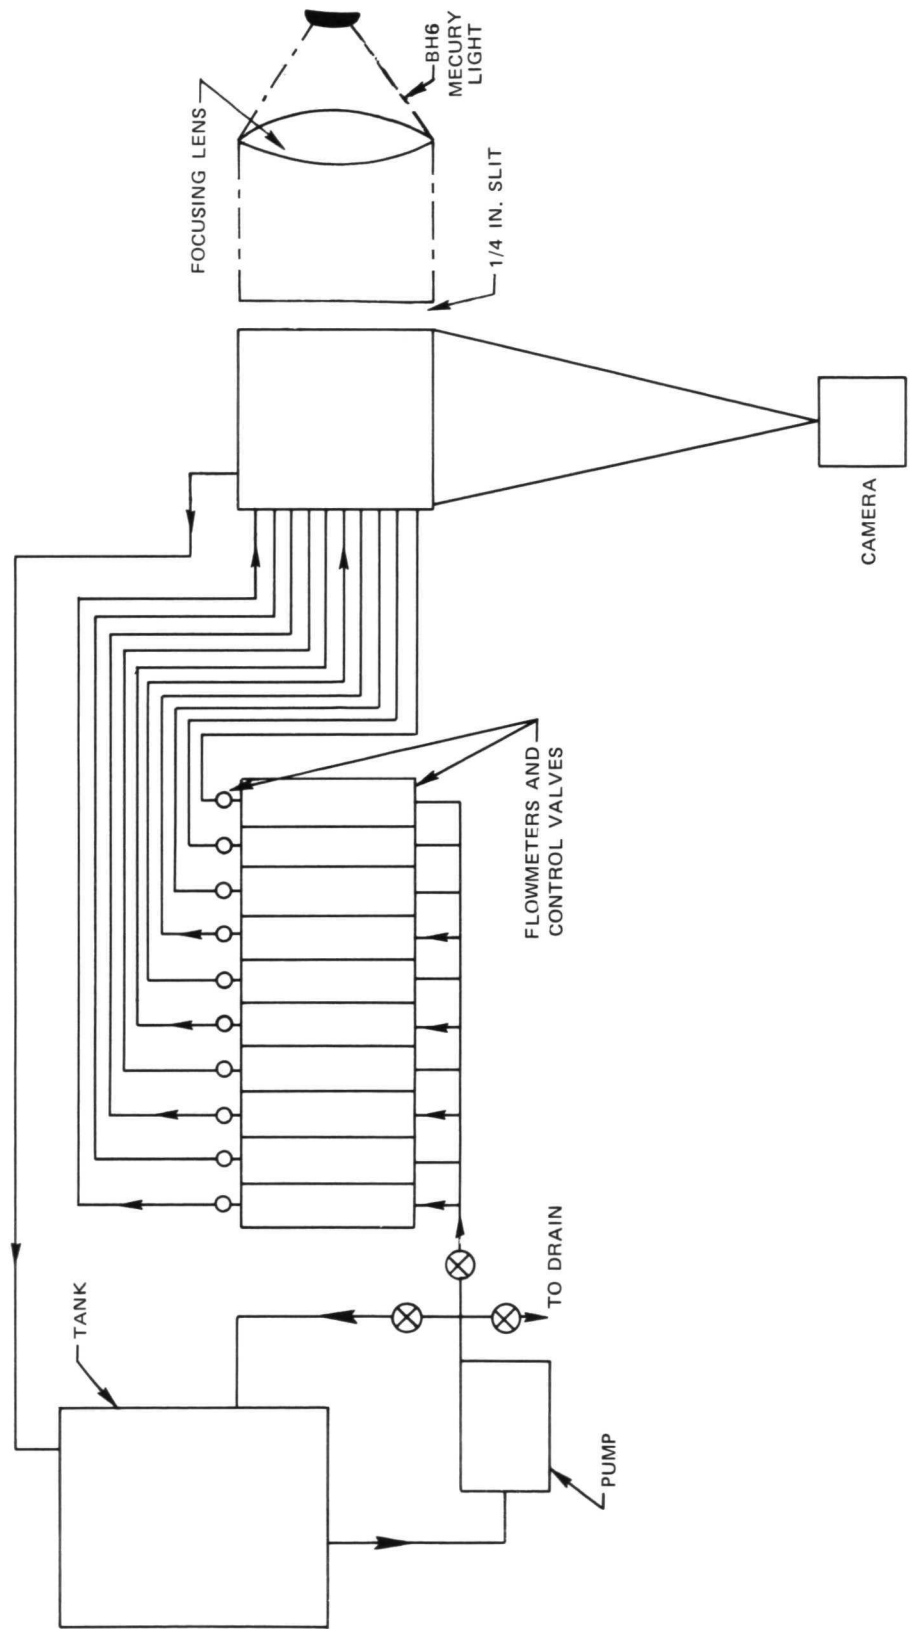 TANK
PUMP
TO DRAIN
FLOWMETERS AND
CONTROL VALVES
FOCUSING LENS
BH6
MECURY
LIGHT
1/4 IN. SLIT
CAMERA